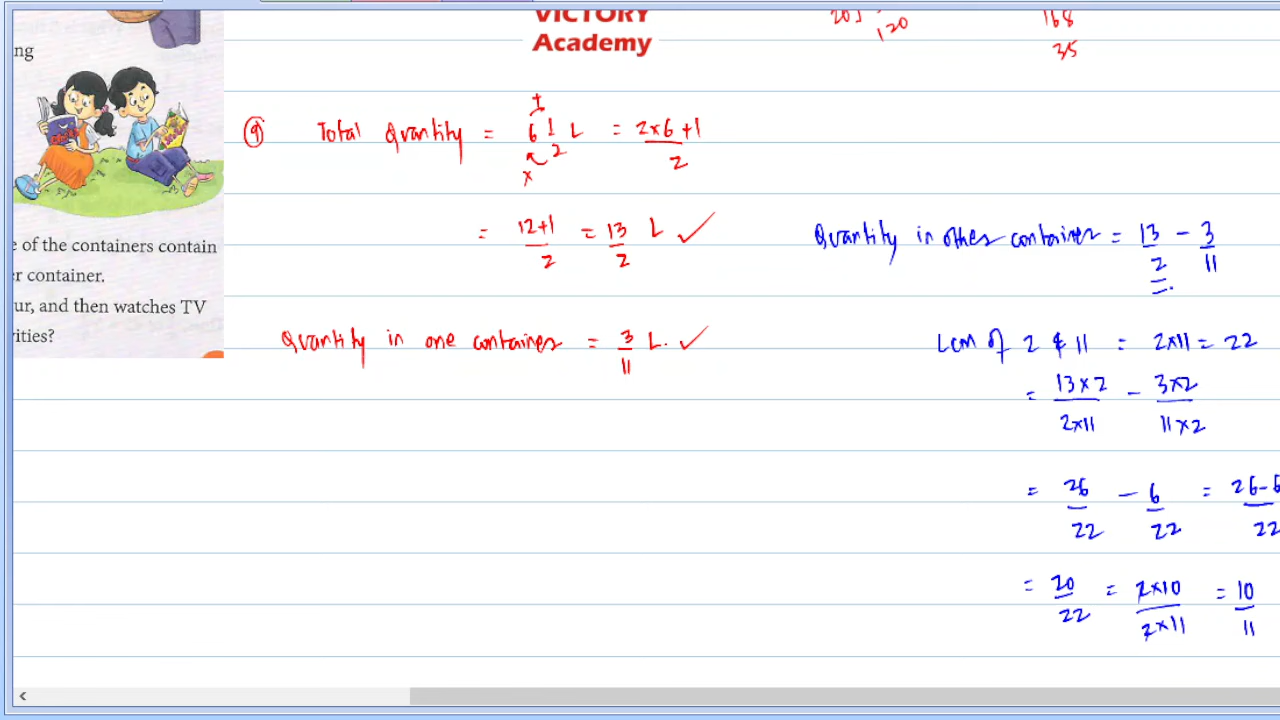 VICTORY
Academy
120
168
35
ng
e of the containers contain
er container.
ur, and then watches TV
ities?
9 Total Quantity = 6 1/2 L = 2×6+1/2
+
×
= 12+1/2 = 13/2 L ✓
Quantity in one container = 3/11 L. ✓
Quantity in other container = 13/2 - 3/11
Lcm of 2 & 11 = 2×11 = 22
= 13×2/2×11 - 3×2/11×2
= 26/22 - 6/22 = 26-6/22
= 20/22 = 2×10/2×11 = 10/11